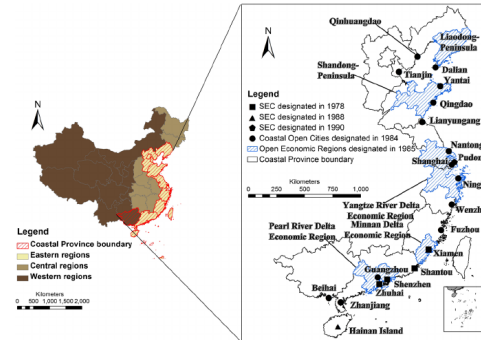 N
Legend
Coastal Province boundary
Eastern regions
Central regions
Western regions
Kilometers
0 500 1,000 1,500 2,000
N
Qinhuangdao
Liaodong-
Peninsula
Shandong-
Peninsula
Tianjin
Dalian
Yantai
Qingdao
Lianyungang
Legend
SEC designated in 1978
SEC designated in 1988
SEC designated in 1990
Coastal Open Cities designated in 1984
Open Economic Regions designated in 1985
Coastal Province boundary
Kilometers
0 250 500 1,000
Nantong
Shanghai
Pudon
Ning
Yangtze River Delta
Economic Region
Wenzh
Pearl River Delta
Economic Region
Minnan Delta
Economic Region
Fuzhou
Xiamen
Guangzhou
Shantou
Shenzhen
Zhuhai
Beihai
Zhanjiang
Hainan Island